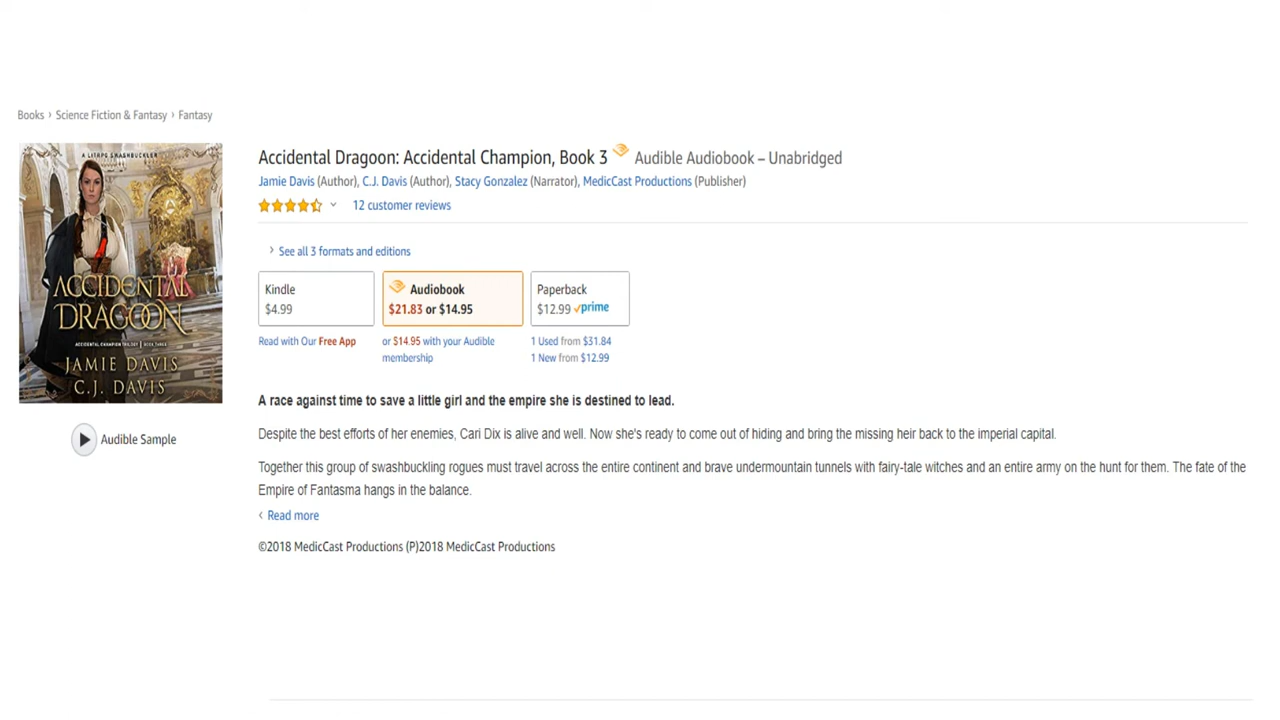 Books › Science Fiction & Fantasy › Fantasy
A LITRPG SWASHBUCKLER
ACCIDENTAL
DRAGOON
ACCIDENTAL CHAMPION TRILOGY | BOOK THREE
JAMIE DAVIS
C.J. DAVIS
Audible Sample
Accidental Dragoon: Accidental Champion, Book 3 Audible Audiobook – Unabridged
Jamie Davis (Author), C.J. Davis (Author), Stacy Gonzalez (Narrator), MedicCast Productions (Publisher)
12 customer reviews
› See all 3 formats and editions
Kindle
$4.99
Read with Our Free App
Audiobook
$21.83 or $14.95
or $14.95 with your Audible
membership
Paperback
$12.99 prime
1 Used from $31.84
1 New from $12.99
A race against time to save a little girl and the empire she is destined to lead.
Despite the best efforts of her enemies, Cari Dix is alive and well. Now she's ready to come out of hiding and bring the missing heir back to the imperial capital.
Together this group of swashbuckling rogues must travel across the entire continent and brave undermountain tunnels with fairy-tale witches and an entire army on the hunt for them. The fate of the
Empire of Fantasma hangs in the balance.
‹ Read more
©2018 MedicCast Productions (P)2018 MedicCast Productions